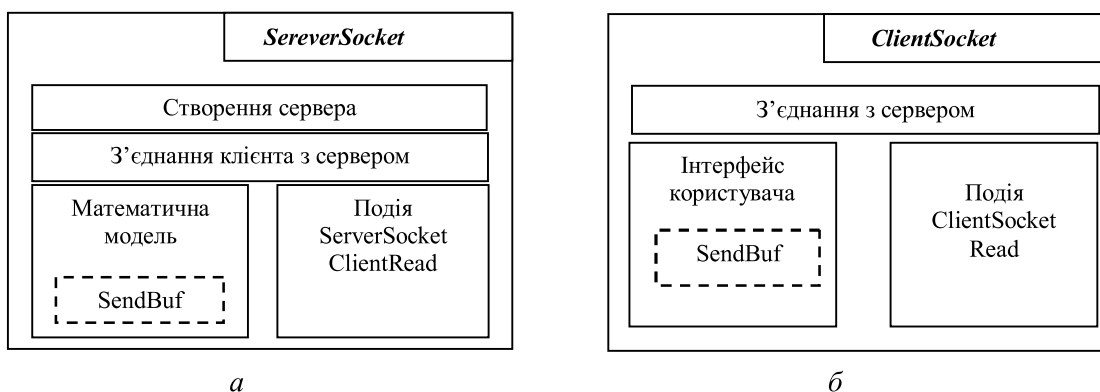 SereverSocket
Створення сервера
З’єднання клієнта з сервером
Математична
модель
SendBuf
Подія
ServerSocket
ClientRead
а
ClientSocket
З’єднання з сервером
Інтерфейс
користувача
SendBuf
Подія
ClientSocket
Read
б